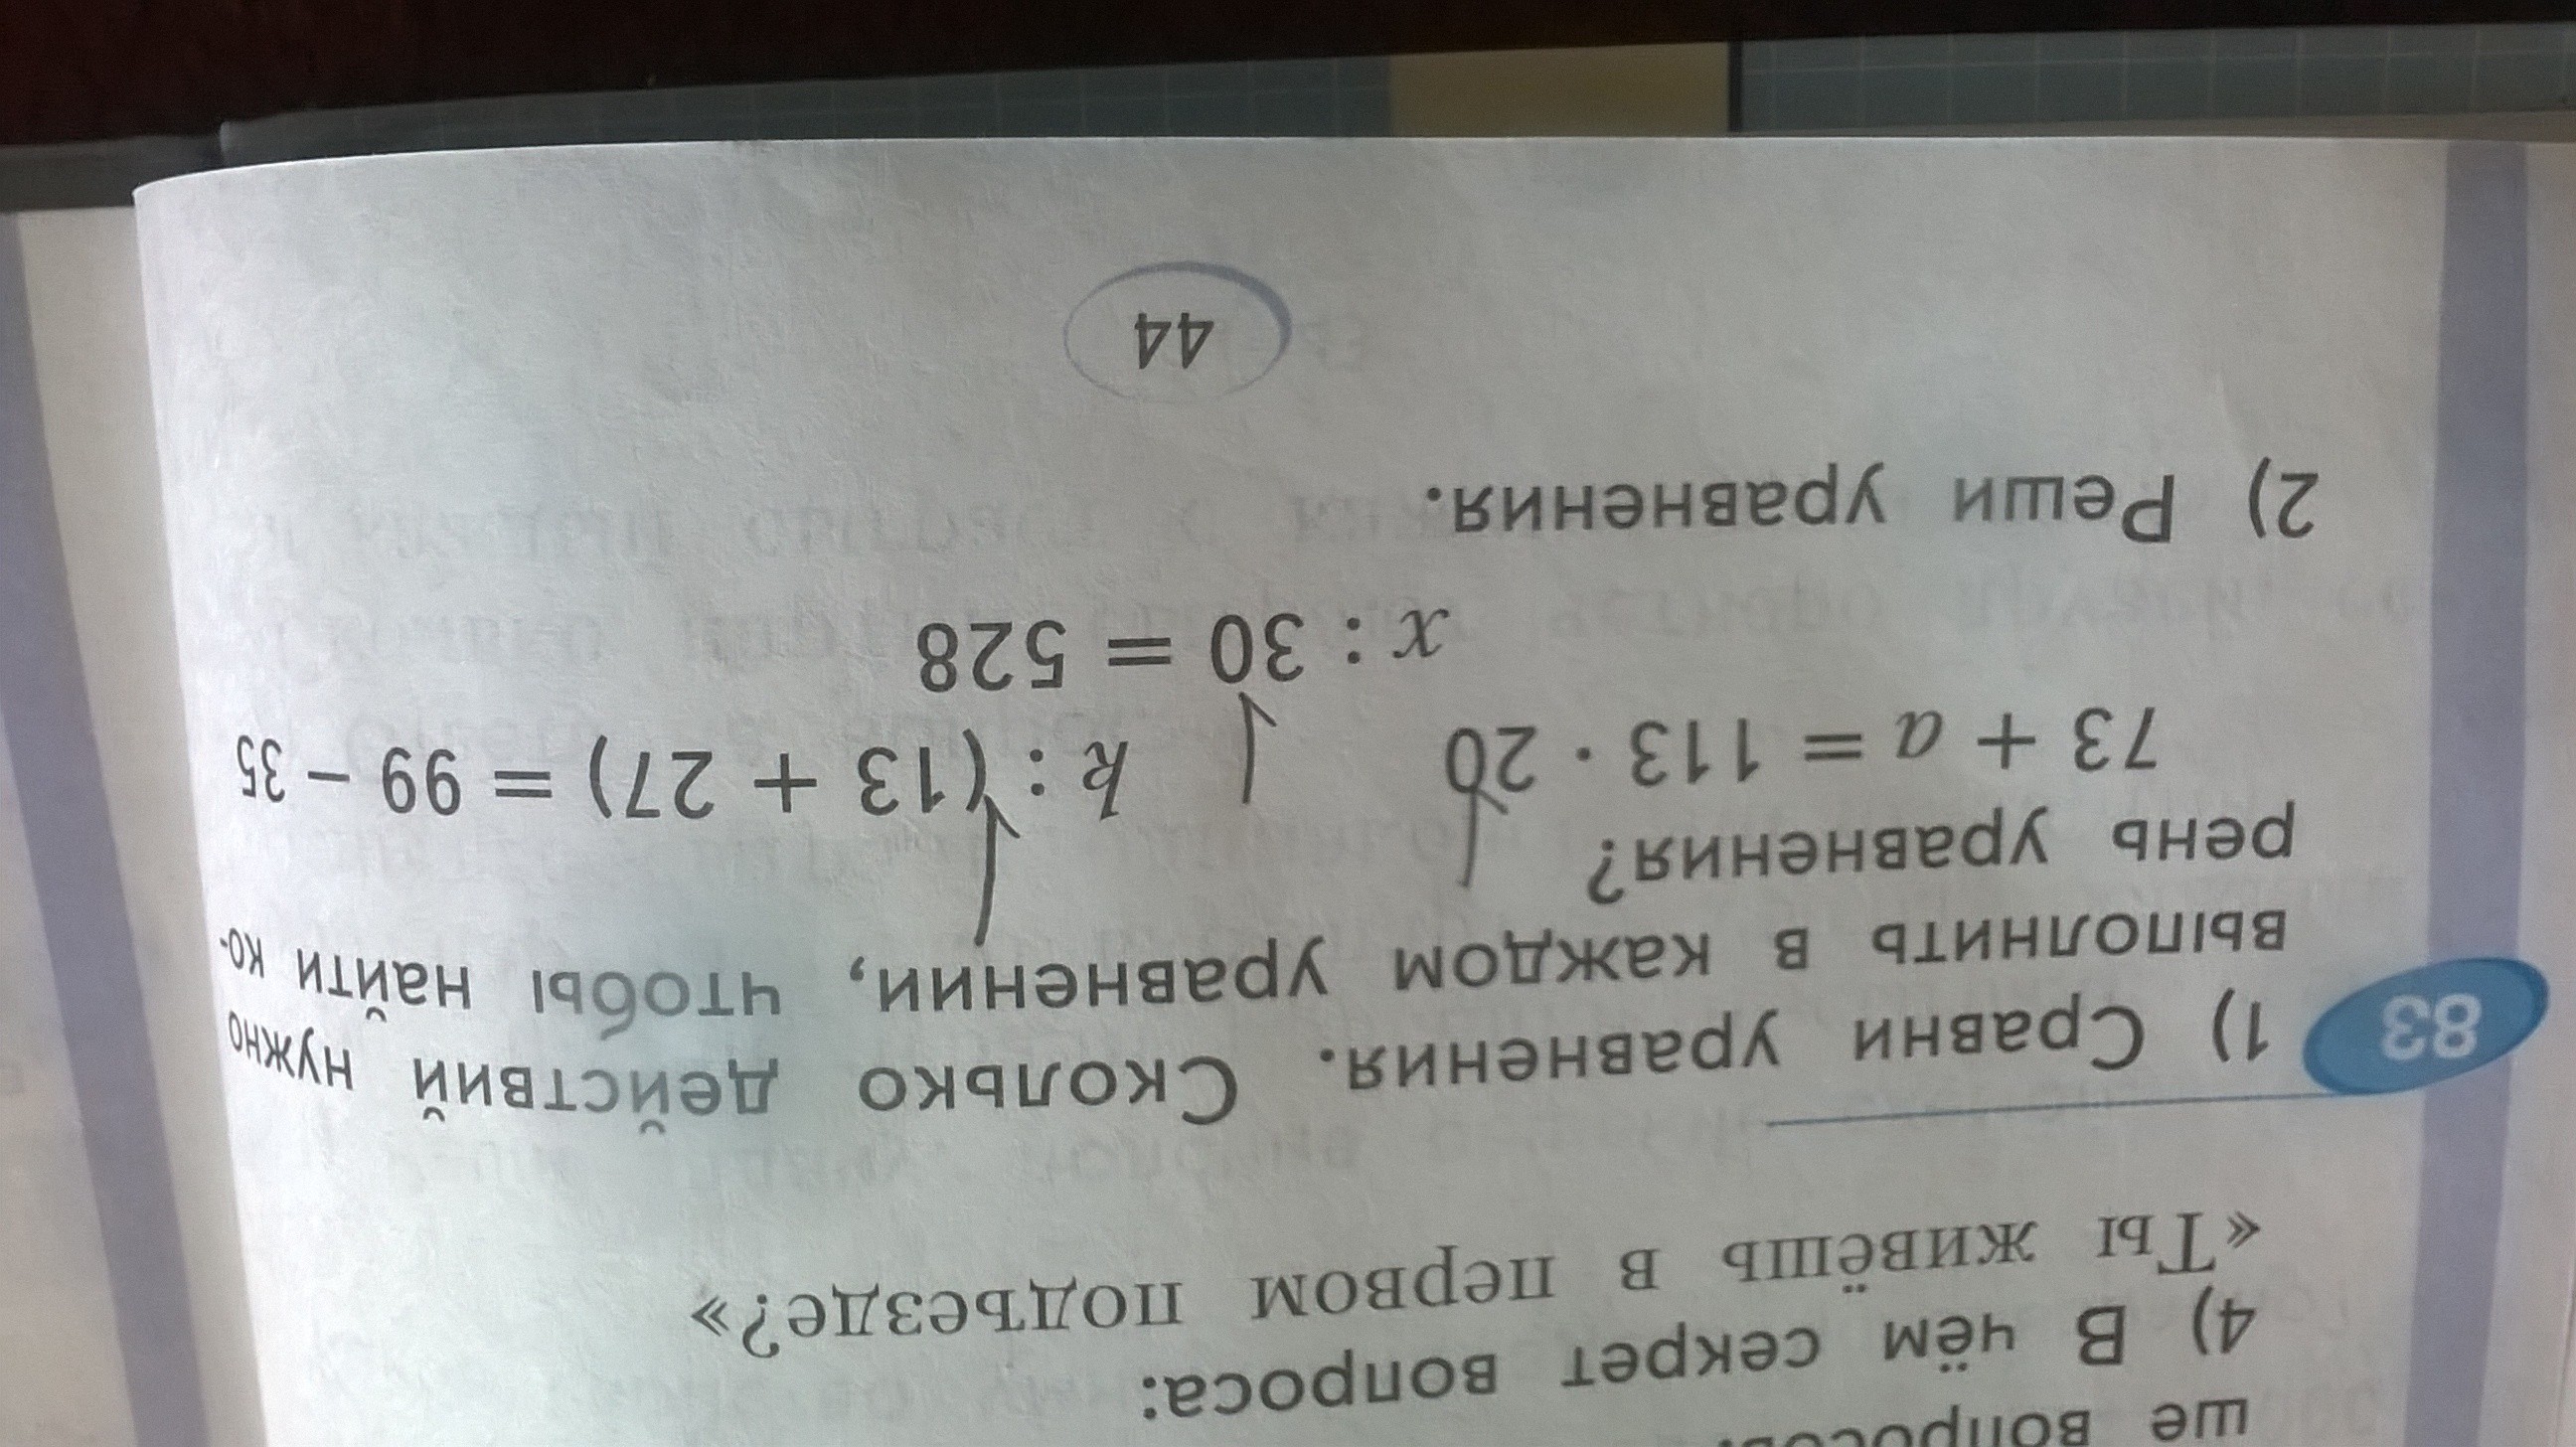 ше
4) В чём секрет вопроса:
«Ты живёшь в первом подъезде?»
83 1) Сравни уравнения. Сколько действий нужно
выполнить в каждом уравнении, чтобы найти ко-
рень уравнения?
73 + a = 113 · 20 k : (13 + 27) = 99 – 35
x : 30 = 528
2) Реши уравнения.
44